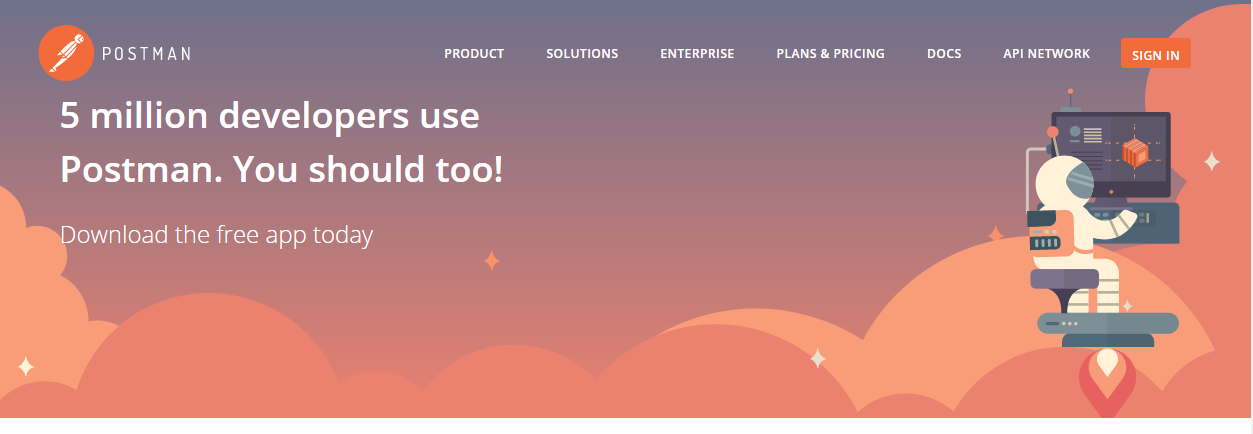 POSTMAN
PRODUCT SOLUTIONS ENTERPRISE PLANS & PRICING DOCS API NETWORK SIGN IN
5 million developers use
Postman. You should too!
Download the free app today